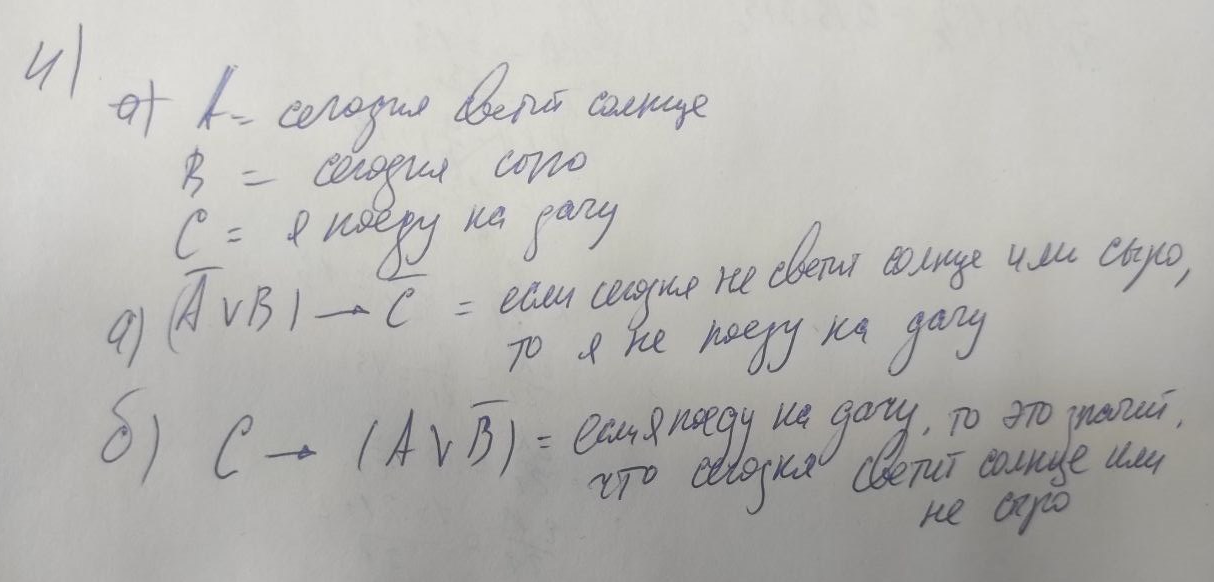 4)
а) A = сегодня светит солнце
B = сегодня сыро
C = я поеду на дачу
а) (A̅ ∨ B) → C̅ = если сегодня не светит солнце или сыро,
то я не поеду на дачу
б) C → (A ∨ B̅) = если я поеду на дачу, то это значит,
что сегодня светит солнце или
не сыро